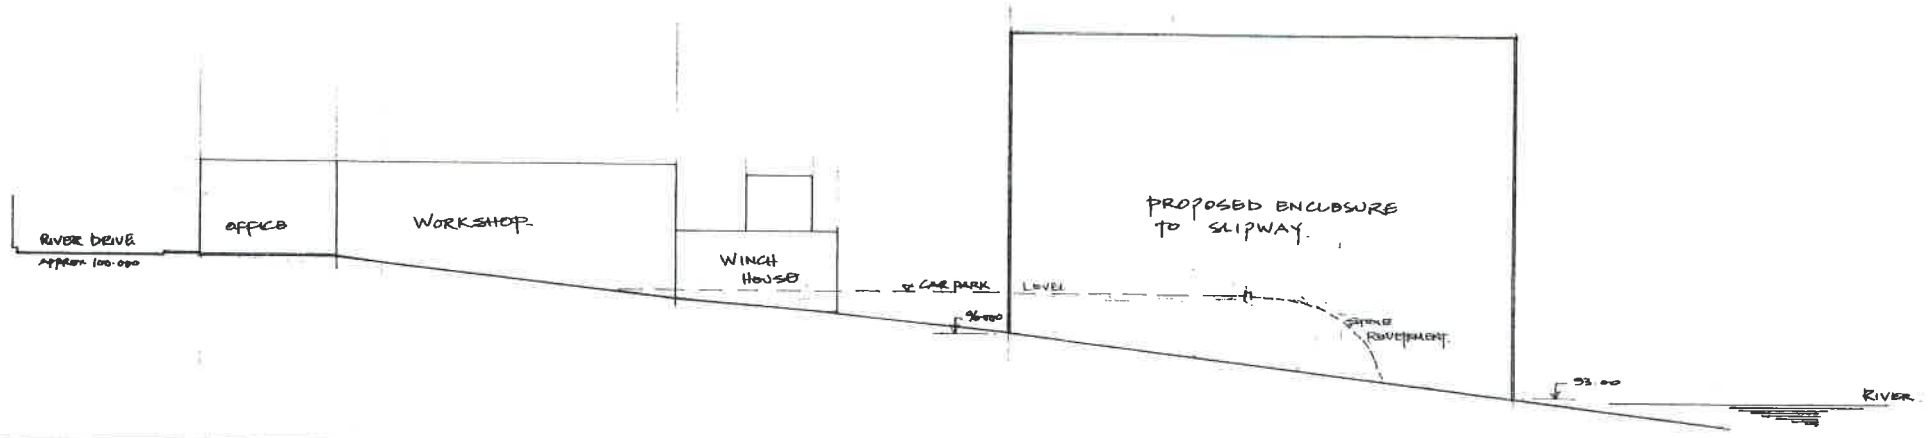 RIVER DRIVE
APPROX 100.000
OFFICE
WORKSHOP
WINCH
HOUSE
CAR PARK LEVEL
96.000
PROPOSED ENCLOSURE
TO SLIPWAY.
STONE
REVETMENT.
93.00
RIVER